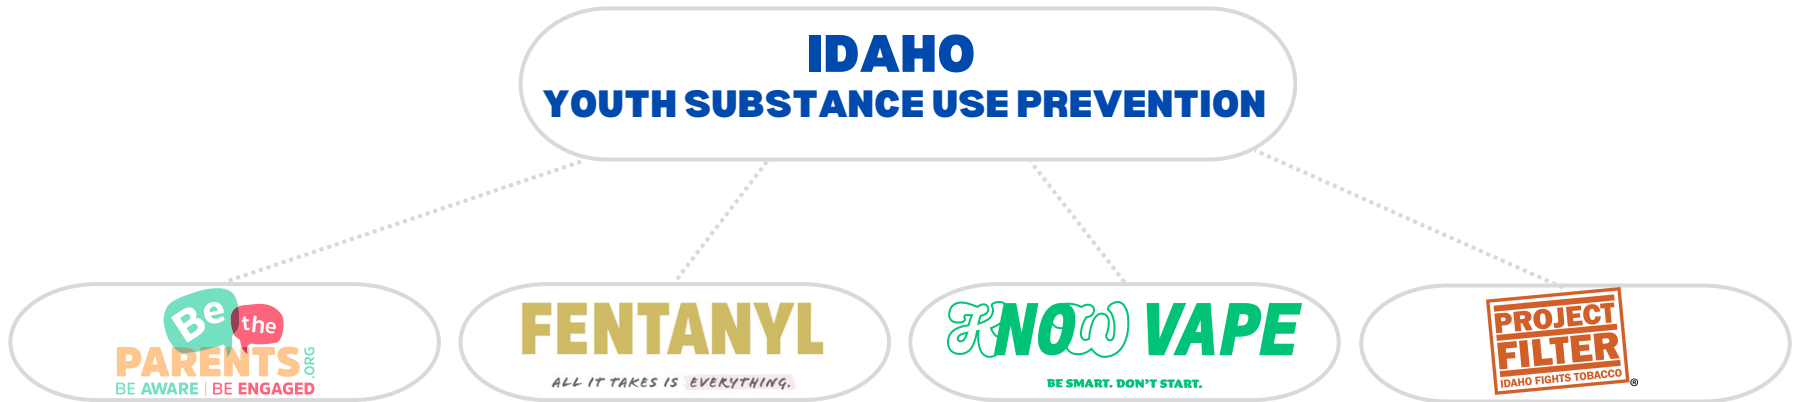 IDAHO
YOUTH SUBSTANCE USE PREVENTION
Be the
PARENTS.ORG
BE AWARE | BE ENGAGED
FENTANYL
ALL IT TAKES IS EVERYTHING.
KNOW VAPE
BE SMART. DON'T START.
PROJECT
FILTER
IDAHO FIGHTS TOBACCO
®